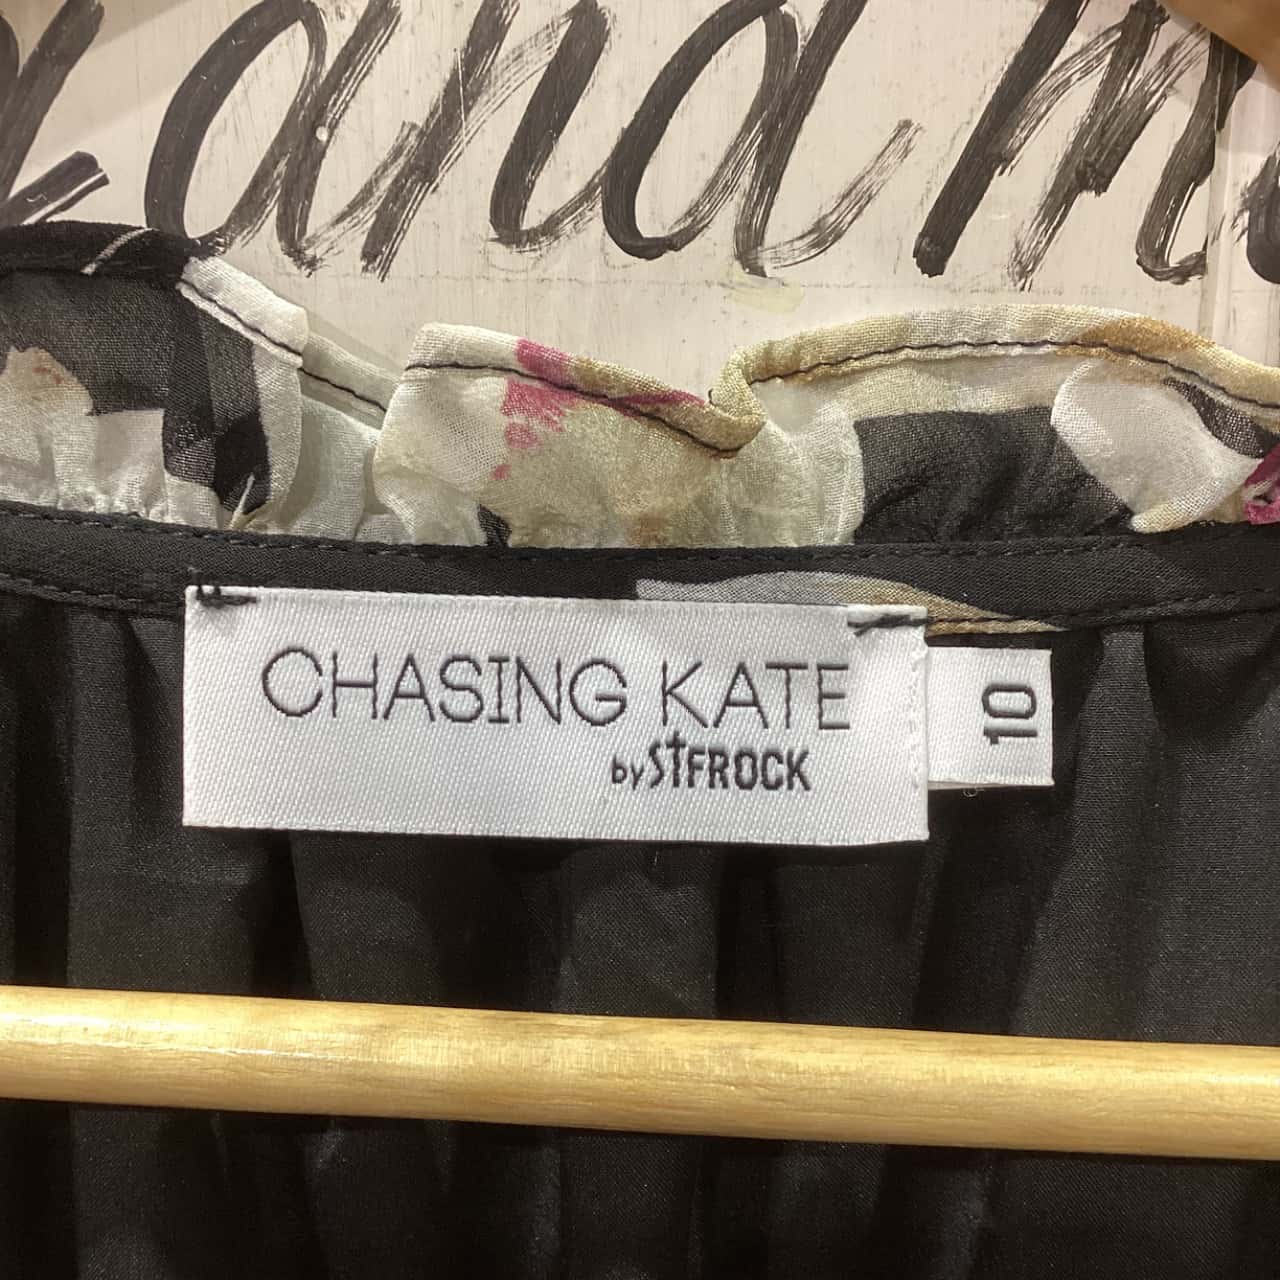 and
CHASING KATE
by STFROCK
10